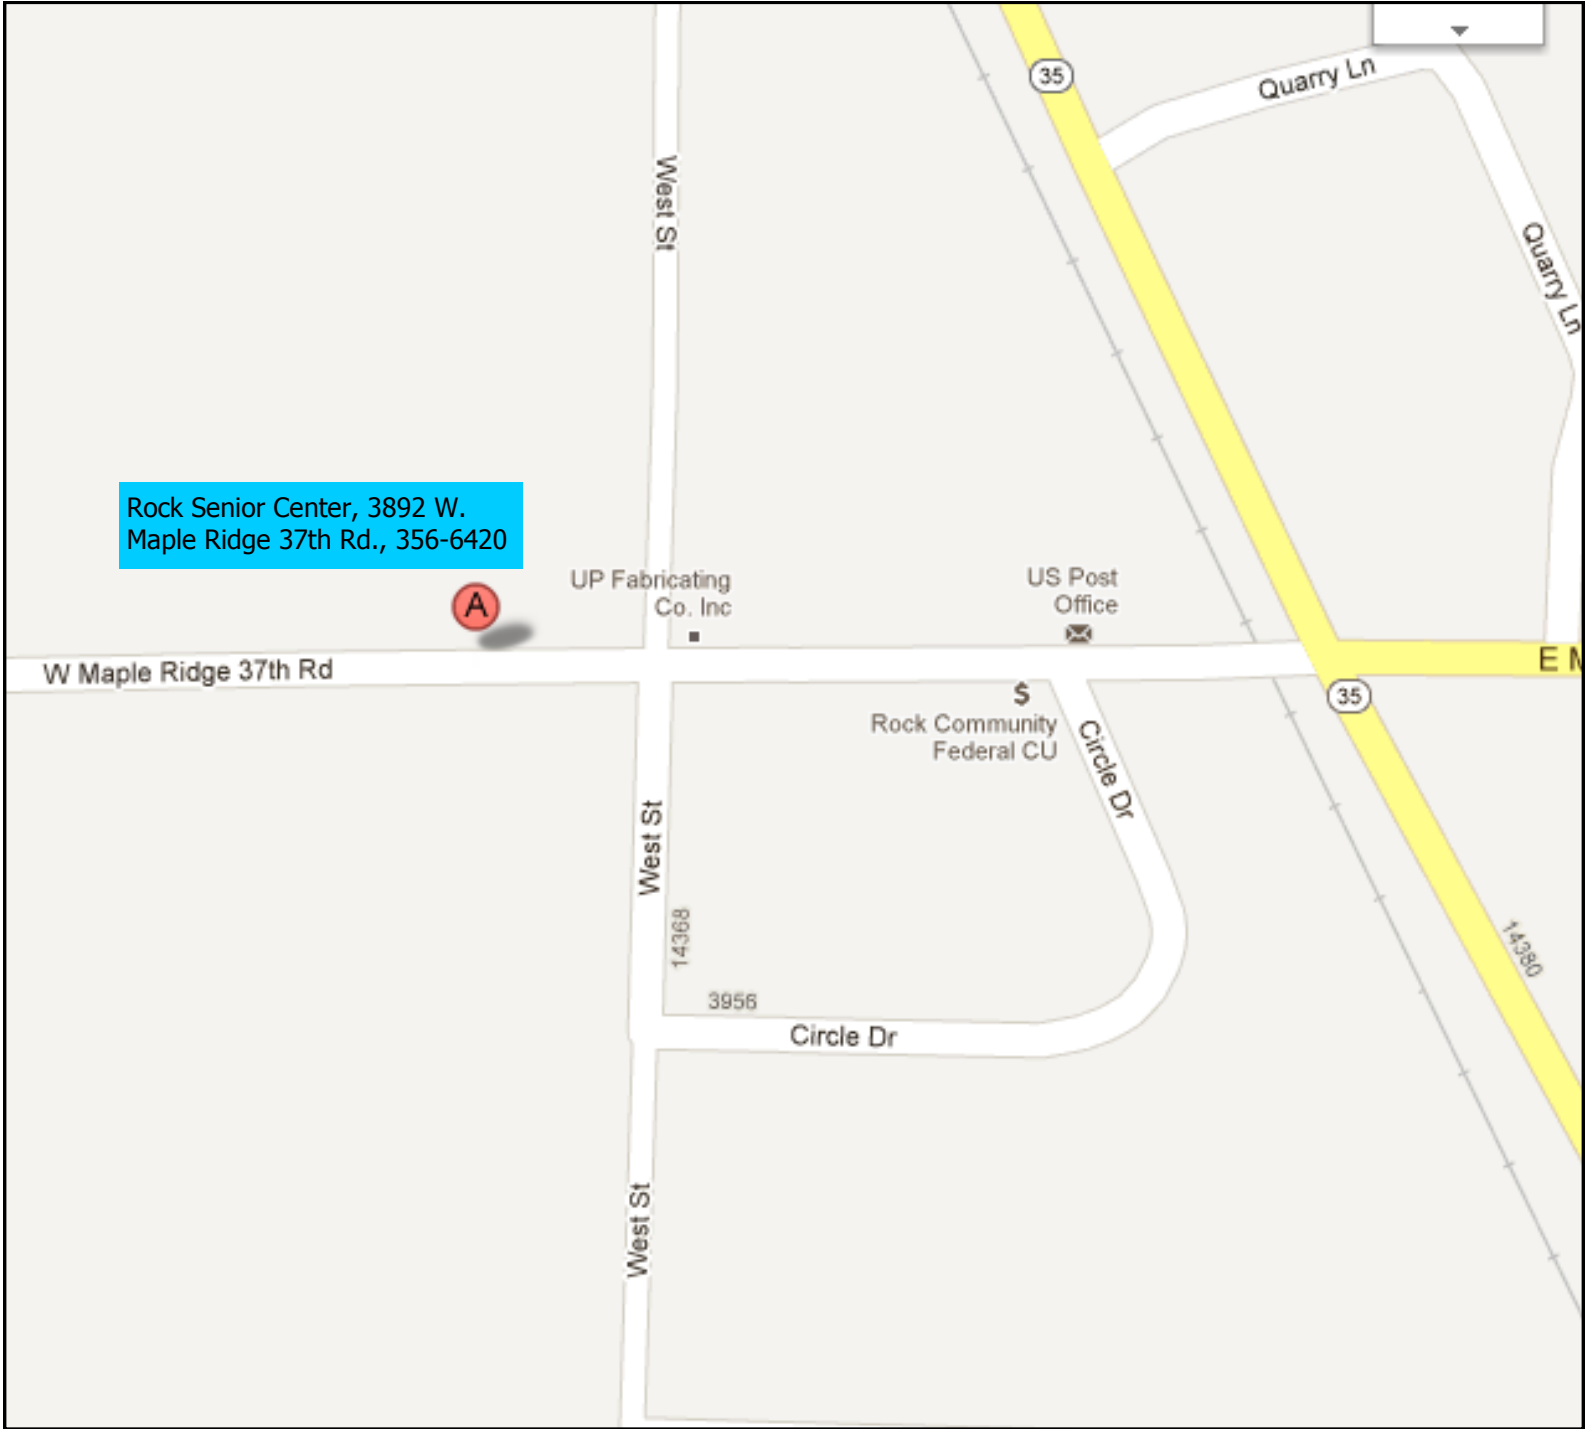 35
Quarry Ln
West St
Quarry Ln
Rock Senior Center, 3892 W.
Maple Ridge 37th Rd., 356-6420
A
UP Fabricating
Co. Inc
US Post
Office
W Maple Ridge 37th Rd
E M
35
$
Rock Community
Federal CU
Circle Dr
West St
14368
14380
3956
Circle Dr
West St